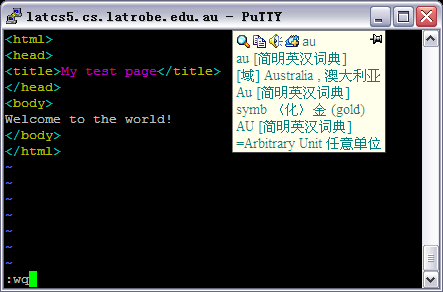 latcs5.cs.latrobe.edu.au - PuTTY
<html>
<head>
<title>My test page</title>
</head>
<body>
Welcome to the world!
</body>
</html>
~
~
~
~
~
~
~
:wq
au
au [简明英汉词典]
[域] Australia , 澳大利亚
Au [简明英汉词典]
symb 〈化〉金 (gold)
AU [简明英汉词典]
=Arbitrary Unit 任意单位